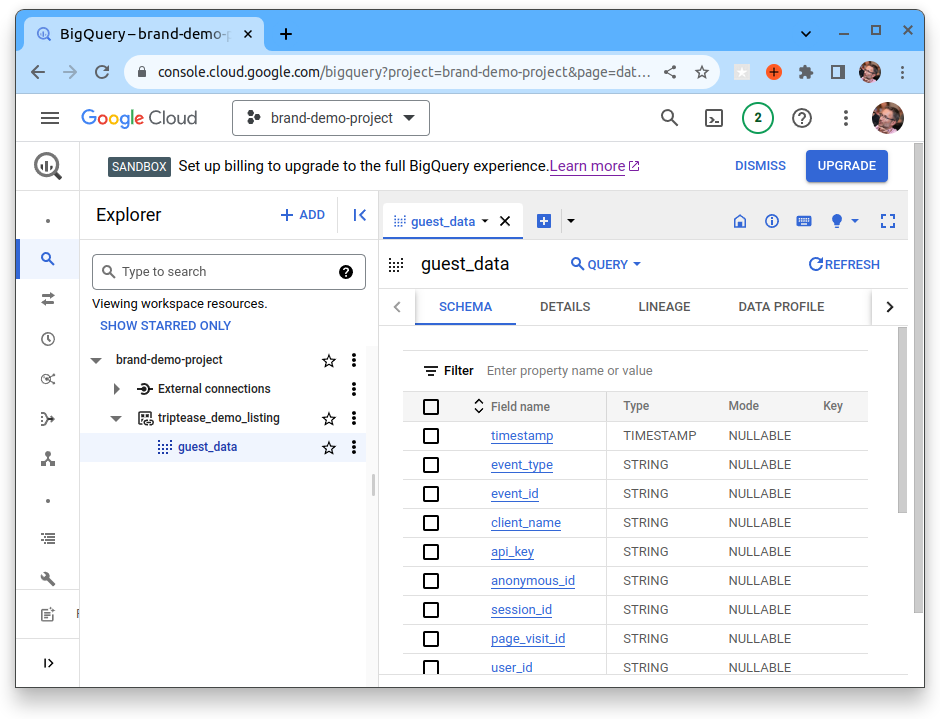 BigQuery – brand-demo-p
console.cloud.google.com/bigquery?project=brand-demo-project&page=dat...
Google Cloud
brand-demo-project
2
SANDBOX Set up billing to upgrade to the full BigQuery experience. Learn more
DISMISS
UPGRADE
Explorer
+ ADD
guest_data
Type to search
guest_data
QUERY
REFRESH
Viewing workspace resources.
SHOW STARRED ONLY
SCHEMA DETAILS LINEAGE DATA PROFILE
brand-demo-project
External connections
triptease_demo_listing
guest_data
Filter Enter property name or value
Field name Type Mode Key
timestamp TIMESTAMP NULLABLE
event_type STRING NULLABLE
event_id STRING NULLABLE
client_name STRING NULLABLE
api_key STRING NULLABLE
anonymous_id STRING NULLABLE
session_id STRING NULLABLE
page_visit_id STRING NULLABLE
user_id STRING NULLABLE